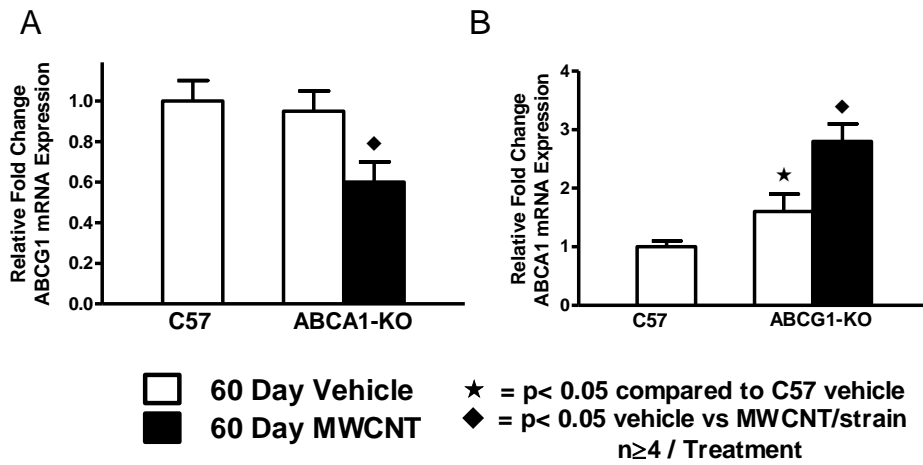 A
Relative Fold Change
ABCG1 mRNA Expression
1.0
0.8
0.6
0.4
0.2
0.0
C57
ABCA1-KO
B
Relative Fold Change
ABCA1 mRNA Expression
4
3
2
1
0
C57
ABCG1-KO
60 Day Vehicle
60 Day MWCNT
★ = p< 0.05 compared to C57 vehicle
◆ = p< 0.05 vehicle vs MWCNT/strain
n≥4 / Treatment